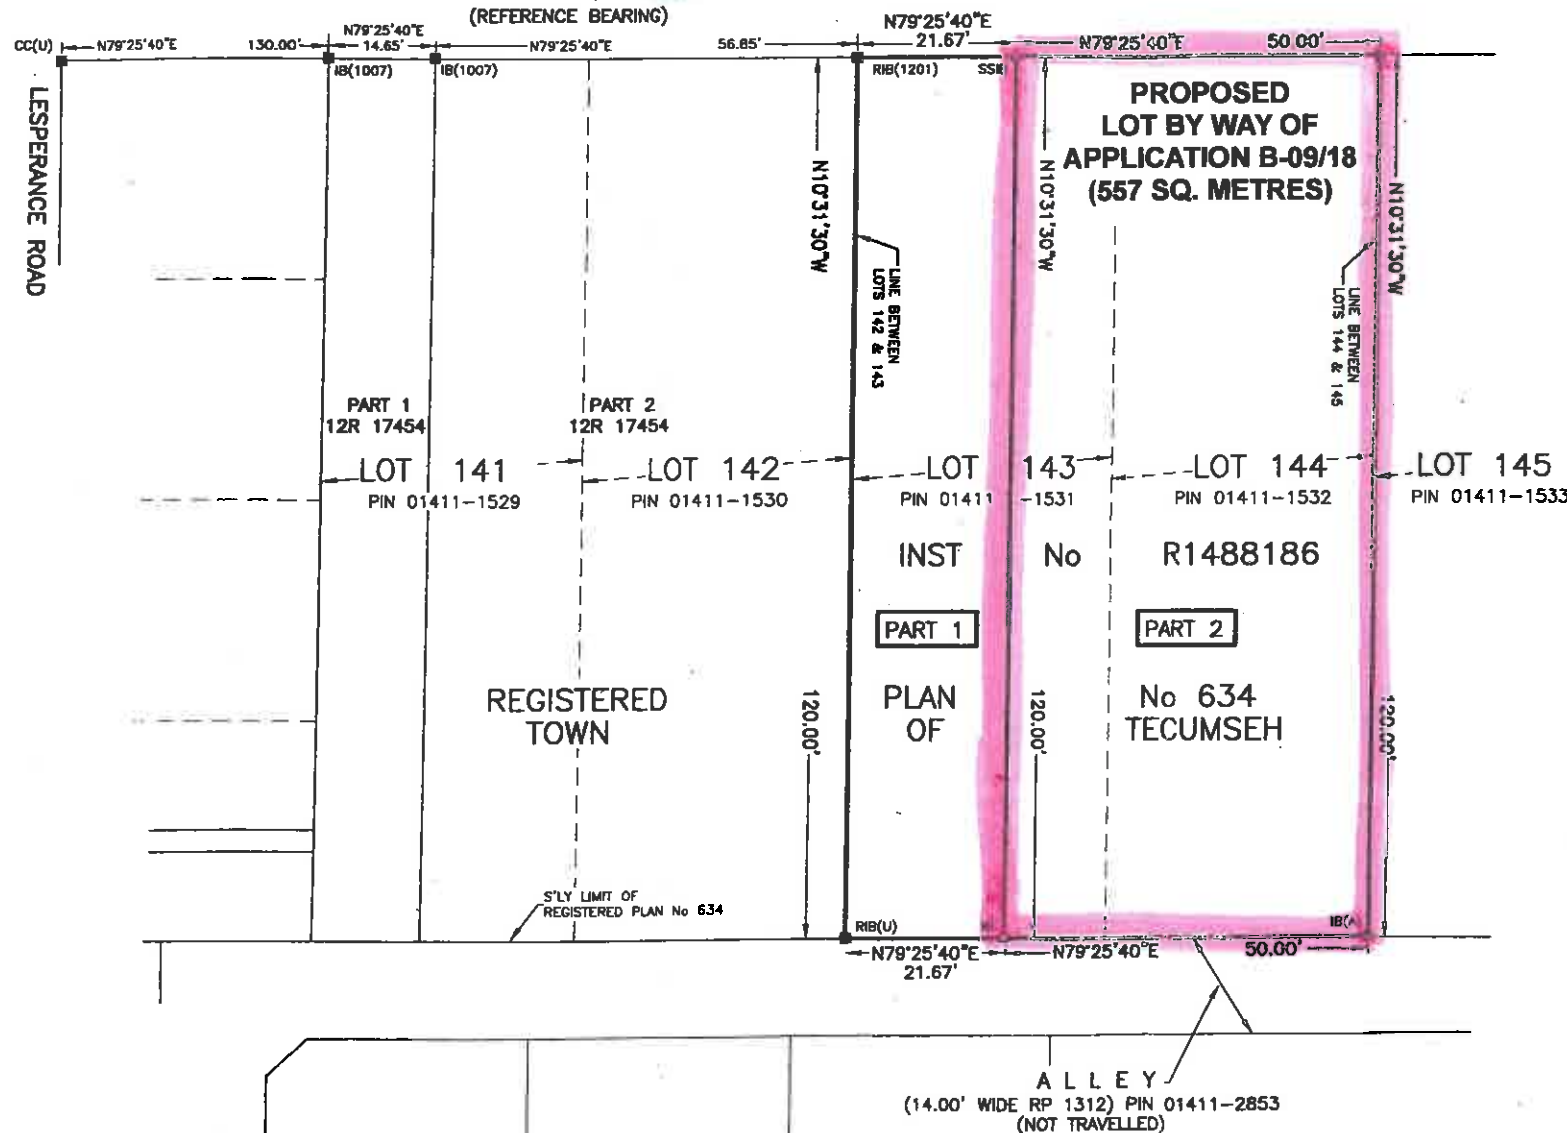 (REFERENCE BEARING)
CC(U)
N79°25'40"E
130.00'
N79°25'40"E
14.65'
N79°25'40"E
56.85'
N79°25'40"E
21.67'
N79°25'40"E
50.00'
IB(1007)
IB(1007)
RIB(1201)
LESPERANCE ROAD
PROPOSED
LOT BY WAY OF
APPLICATION B-09/18
(557 SQ. METRES)
N10°31'30"W
N10°31'30"W
N10°31'30"W
LINE BETWEEN
LOTS 142 & 143
LINE BETWEEN
LOTS 144 & 145
PART 1
12R 17454
PART 2
12R 17454
LOT 141
PIN 01411-1529
LOT 142
PIN 01411-1530
LOT 143
PIN 01411-1531
LOT 144
PIN 01411-1532
LOT 145
PIN 01411-1533
INST No R1488186
PART 1
PART 2
REGISTERED PLAN No 634
TOWN OF TECUMSEH
120.00'
120.00'
120.00'
S'LY LIMIT OF
REGISTERED PLAN No 634
RIB(U)
N79°25'40"E
21.67'
N79°25'40"E
50.00'
ALLEY
(14.00' WIDE RP 1312) PIN 01411-2853
(NOT TRAVELLED)